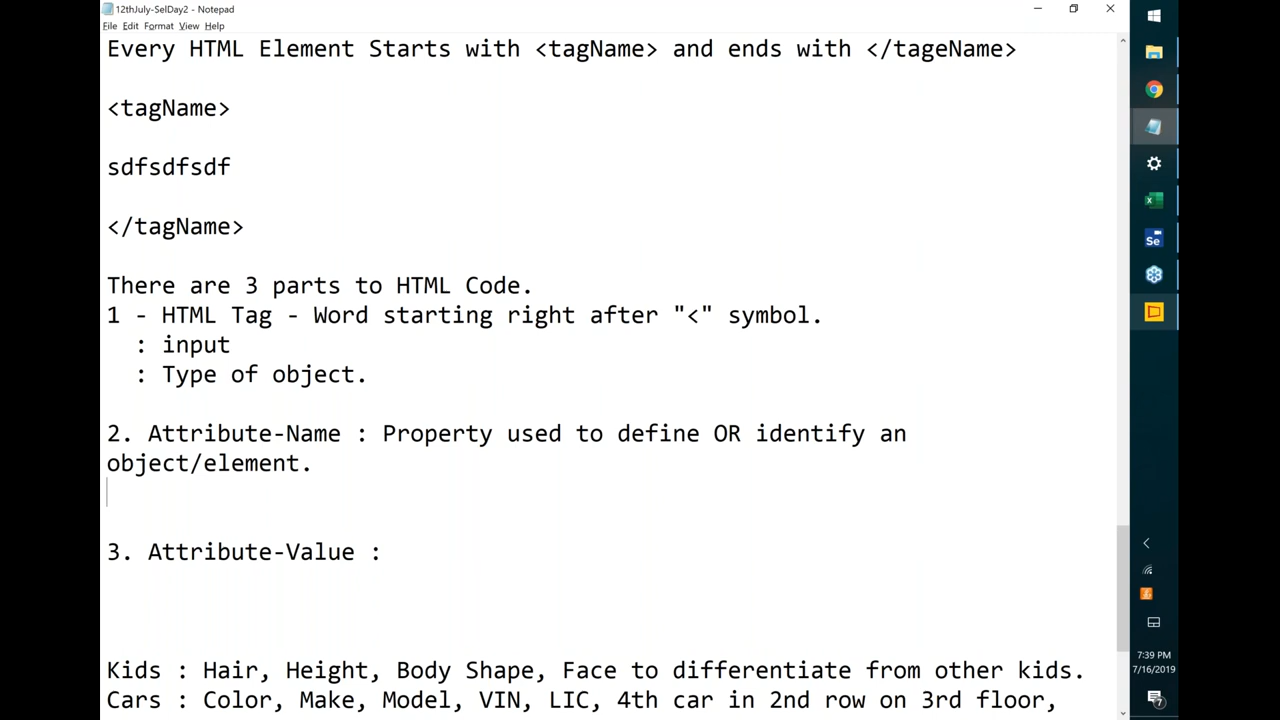 12thJuly-SelDay2 - Notepad
File Edit Format View Help
Every HTML Element Starts with <tagName> and ends with </tageName>
<tagName>
sdfsdfsdf
</tagName>
There are 3 parts to HTML Code.
1 - HTML Tag - Word starting right after "<" symbol.
: input
: Type of object.
2. Attribute-Name : Property used to define OR identify an
object/element.
3. Attribute-Value :
Kids : Hair, Height, Body Shape, Face to differentiate from other kids.
Cars : Color, Make, Model, VIN, LIC, 4th car in 2nd row on 3rd floor,
Se
7:39 PM
7/16/2019
7